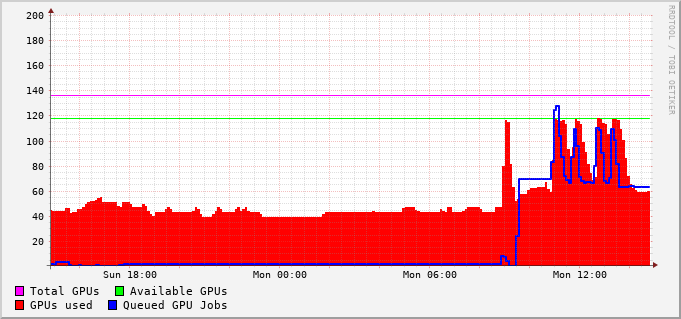 200
180
160
140
120
100
80
60
40
20
Sun 18:00 Mon 00:00 Mon 06:00 Mon 12:00
Total GPUs Available GPUs
GPUs used Queued GPU Jobs
RRDTOOL / TOBI OETIKER